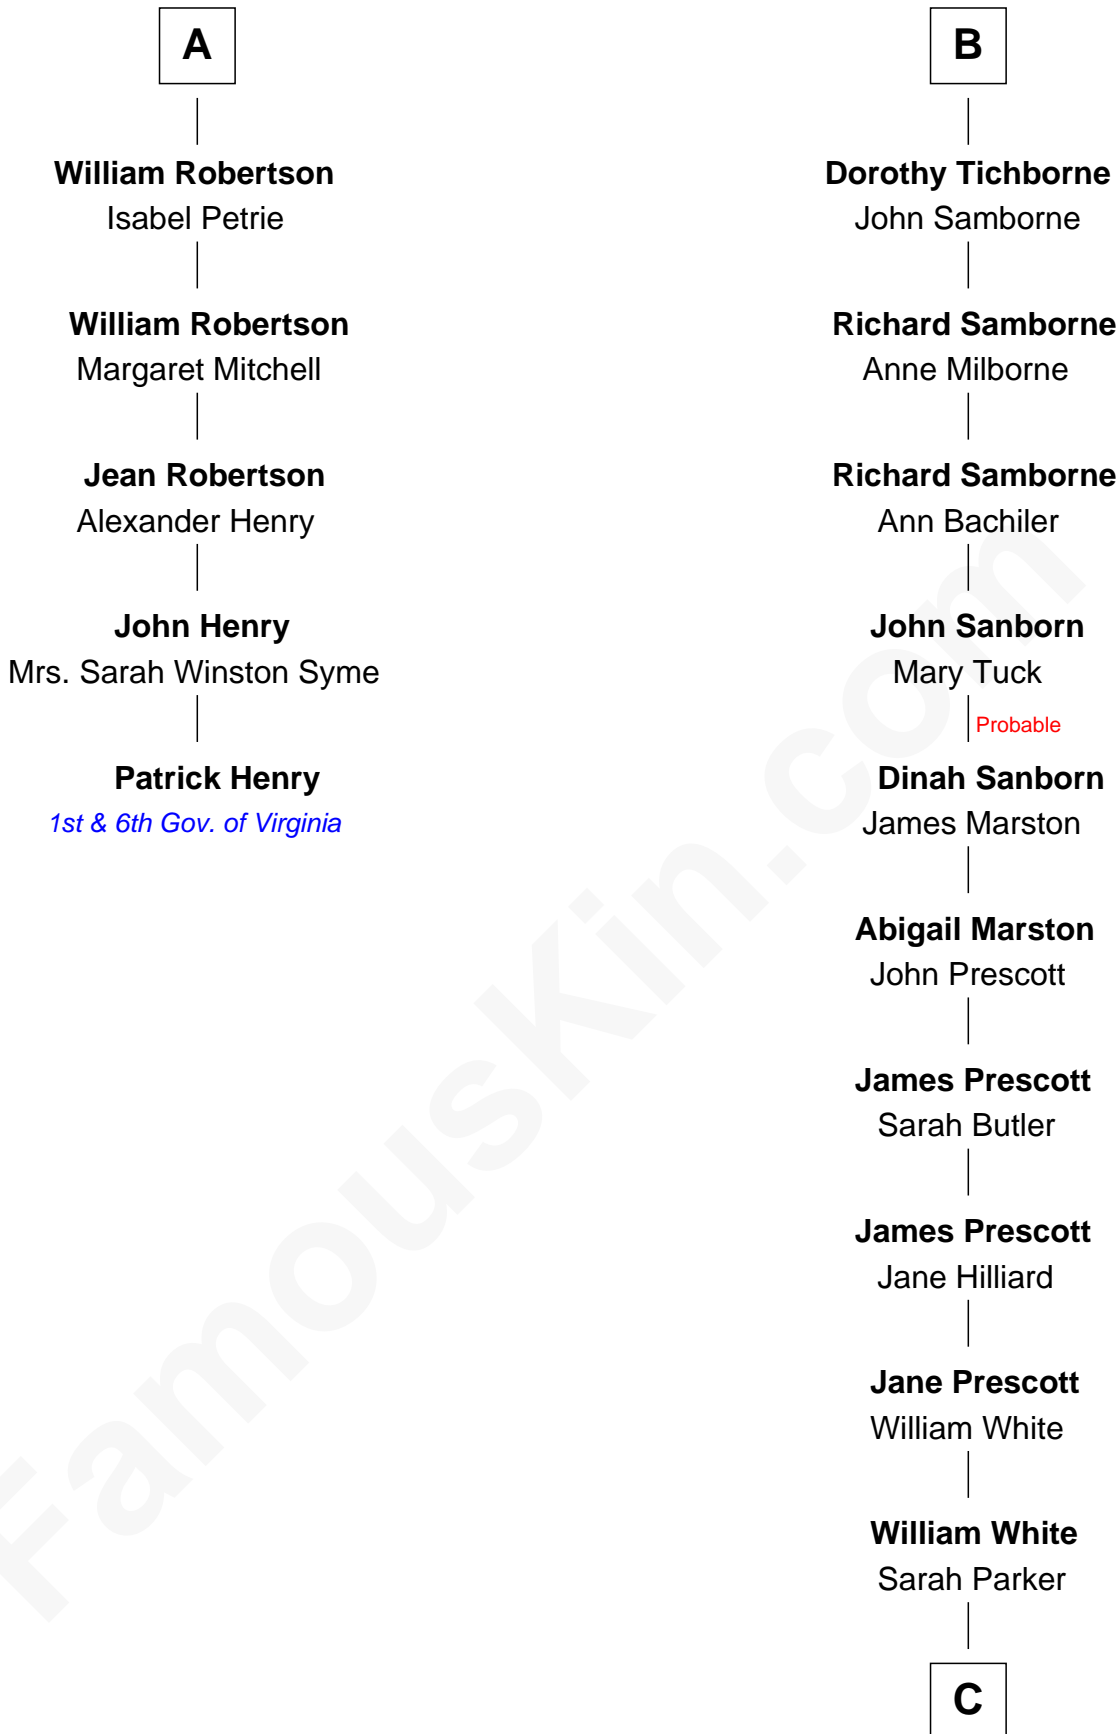 A
William Robertson
Isabel Petrie
William Robertson
Margaret Mitchell
Jean Robertson
Alexander Henry
John Henry
Mrs. Sarah Winston Syme
Patrick Henry
1st & 6th Gov. of Virginia
B
Dorothy Tichborne
John Samborne
Richard Samborne
Anne Milborne
Richard Samborne
Ann Bachiler
John Sanborn
Mary Tuck
Probable
Dinah Sanborn
James Marston
Abigail Marston
John Prescott
James Prescott
Sarah Butler
James Prescott
Jane Hilliard
Jane Prescott
William White
William White
Sarah Parker
C
FamousKin.com